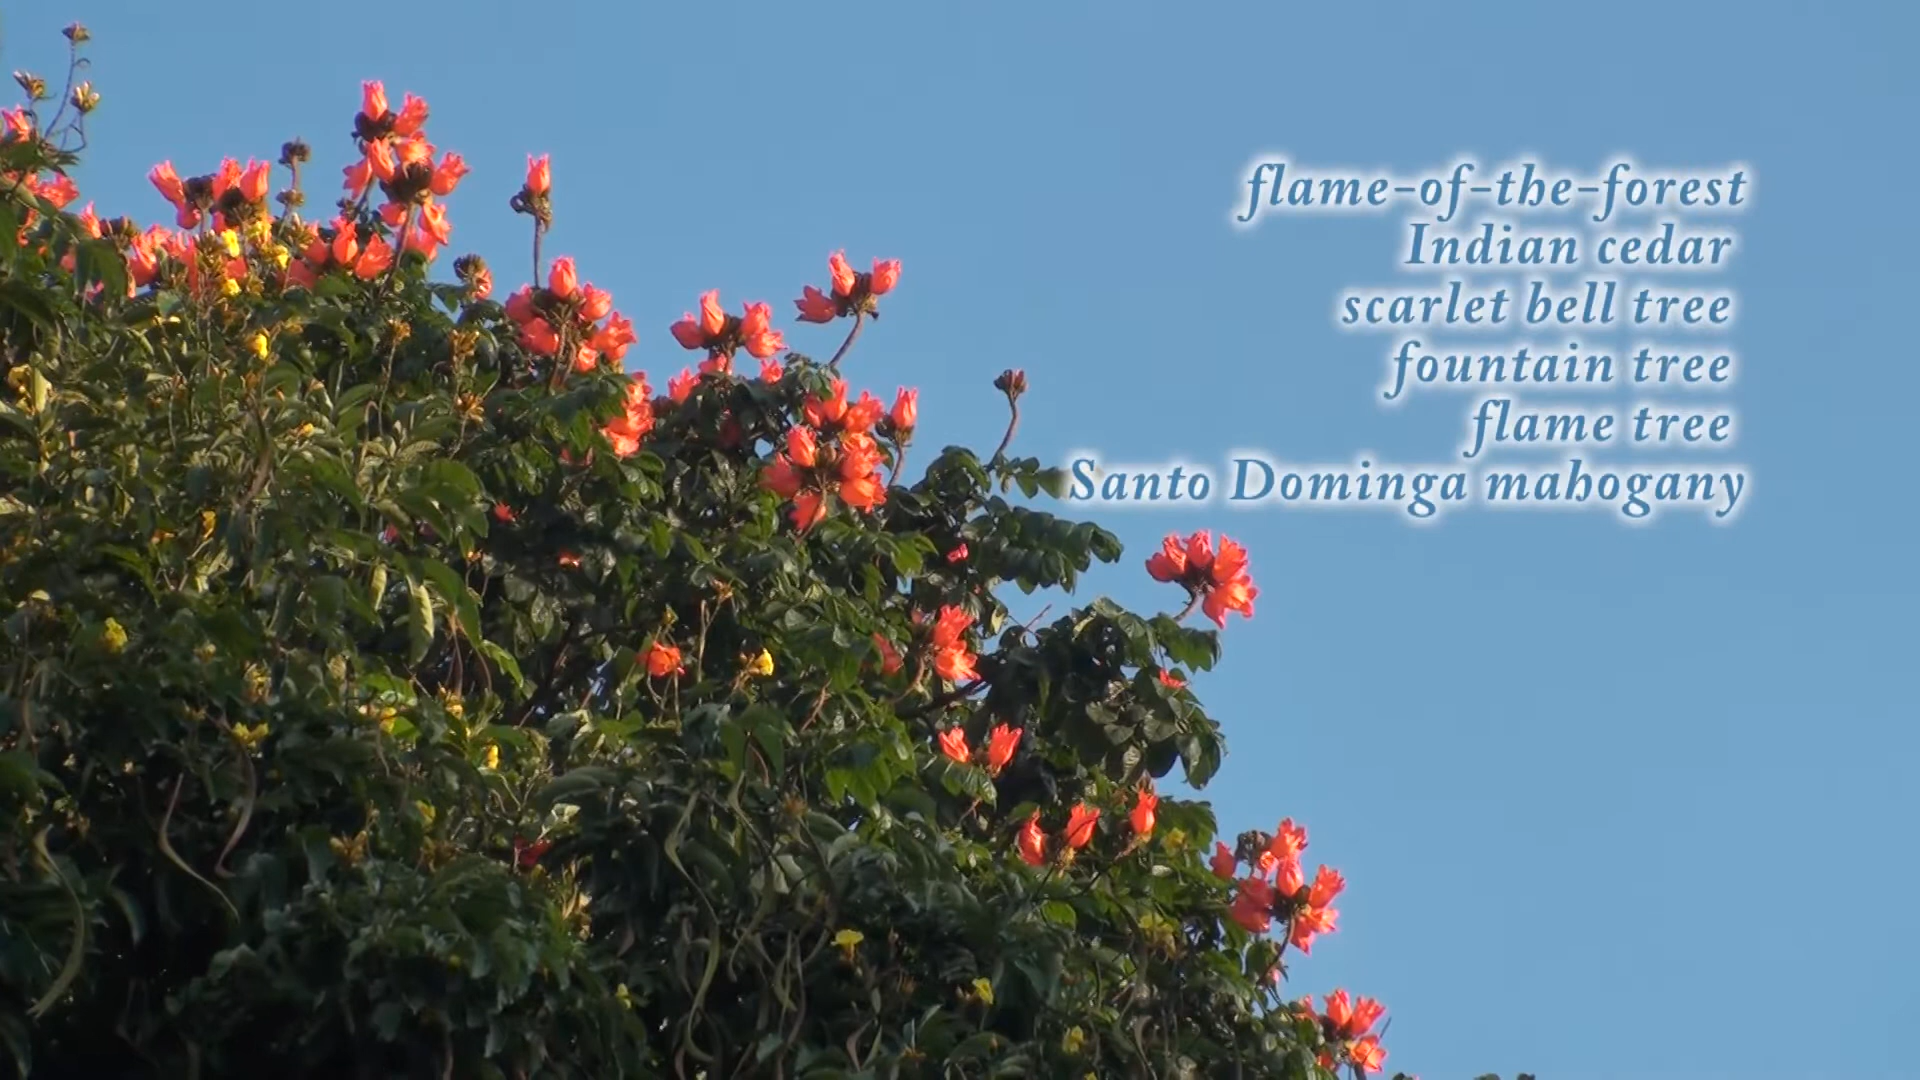 flame-of-the-forest
Indian cedar
scarlet bell tree
fountain tree
flame tree
Santo Dominga mahogany